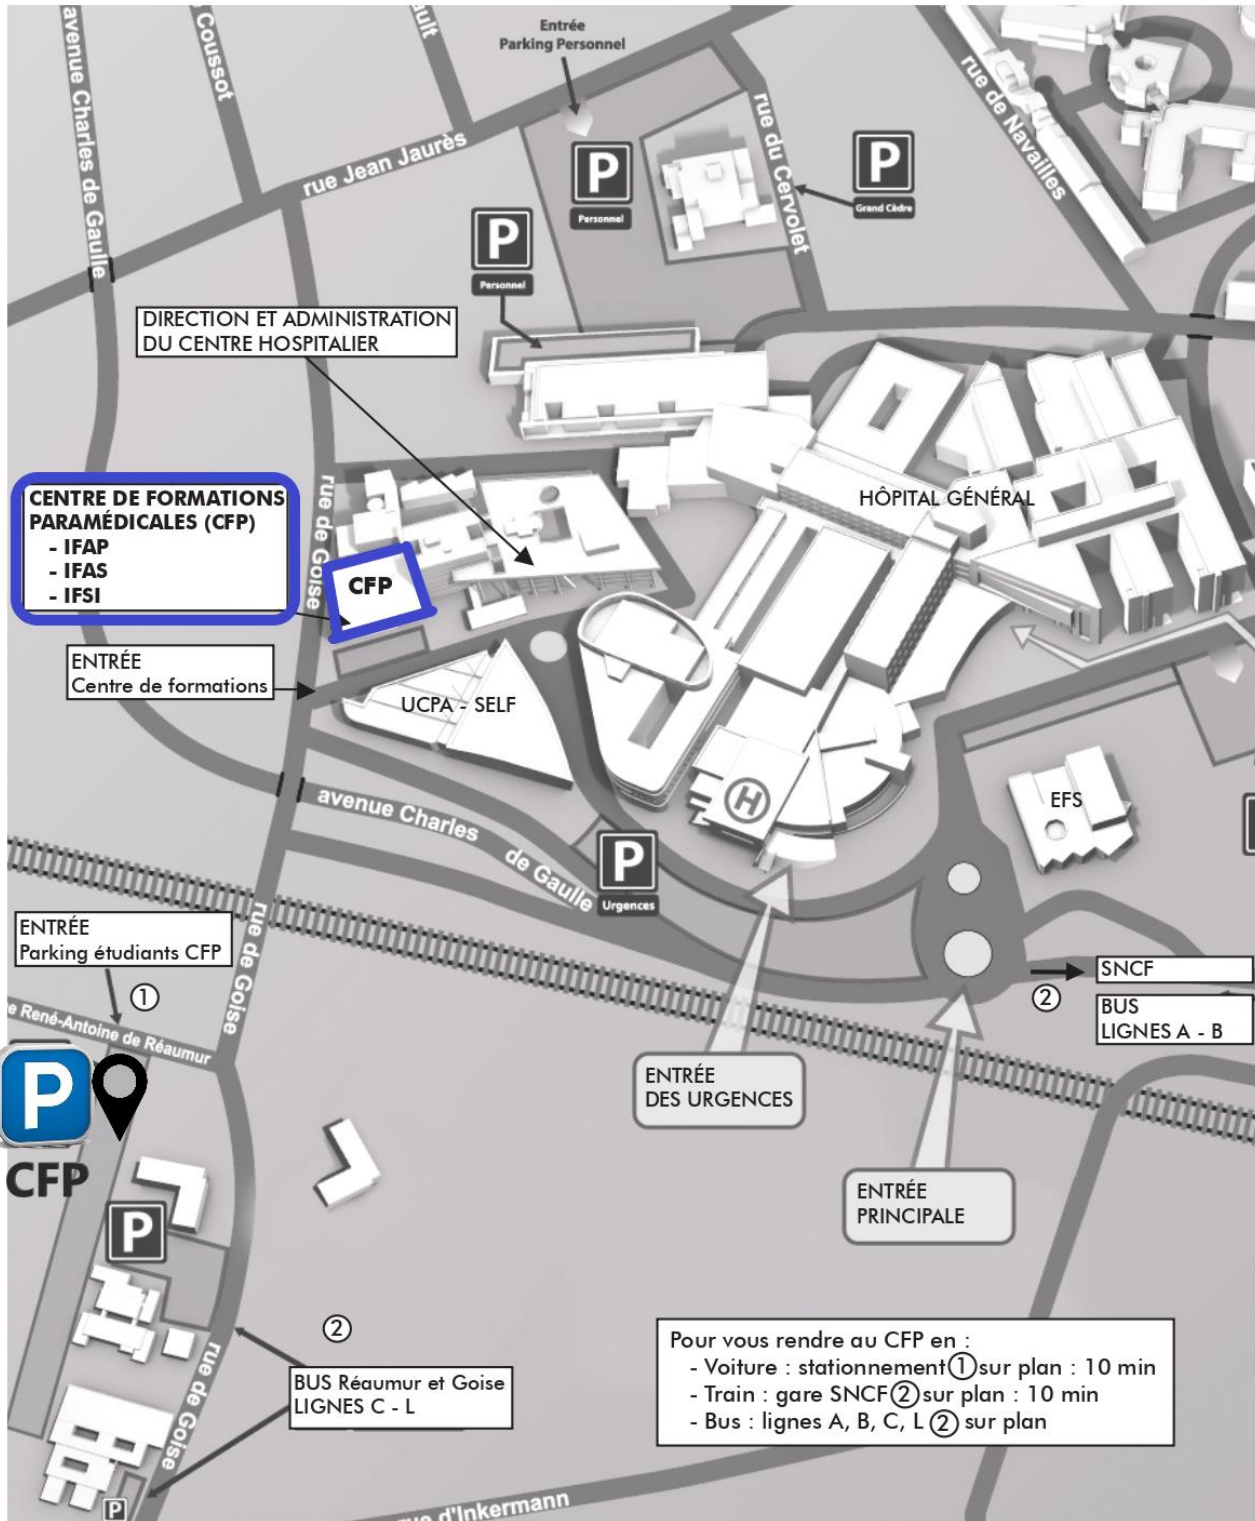 avenue Charles de Gaulle
Coussot
ault
Entrée
Parking Personnel
rue Jean Jaurès
rue du Cervolet
rue de Navailles
P
Personnel
P
Grand Cèdre
P
Personnel
DIRECTION ET ADMINISTRATION
DU CENTRE HOSPITALIER
CENTRE DE FORMATIONS
PARAMÉDICALES (CFP)
- IFAP
- IFAS
- IFSI
rue de Goise
CFP
HÔPITAL GÉNÉRAL
ENTRÉE
Centre de formations
UCPA - SELF
H
EFS
avenue Charles
de Gaulle
P
Urgences
ENTRÉE
Parking étudiants CFP
①
rue de Goise
e René-Antoine de Réaumur
SNCF
②
BUS
LIGNES A - B
P
CFP
ENTRÉE
DES URGENCES
ENTRÉE
PRINCIPALE
P
②
BUS Réaumur et Goise
LIGNES C - L
rue de Goise
P
Pour vous rendre au CFP en :
- Voiture : stationnement ① sur plan : 10 min
- Train : gare SNCF ② sur plan : 10 min
- Bus : lignes A, B, C, L ② sur plan
rue d'Inkermann